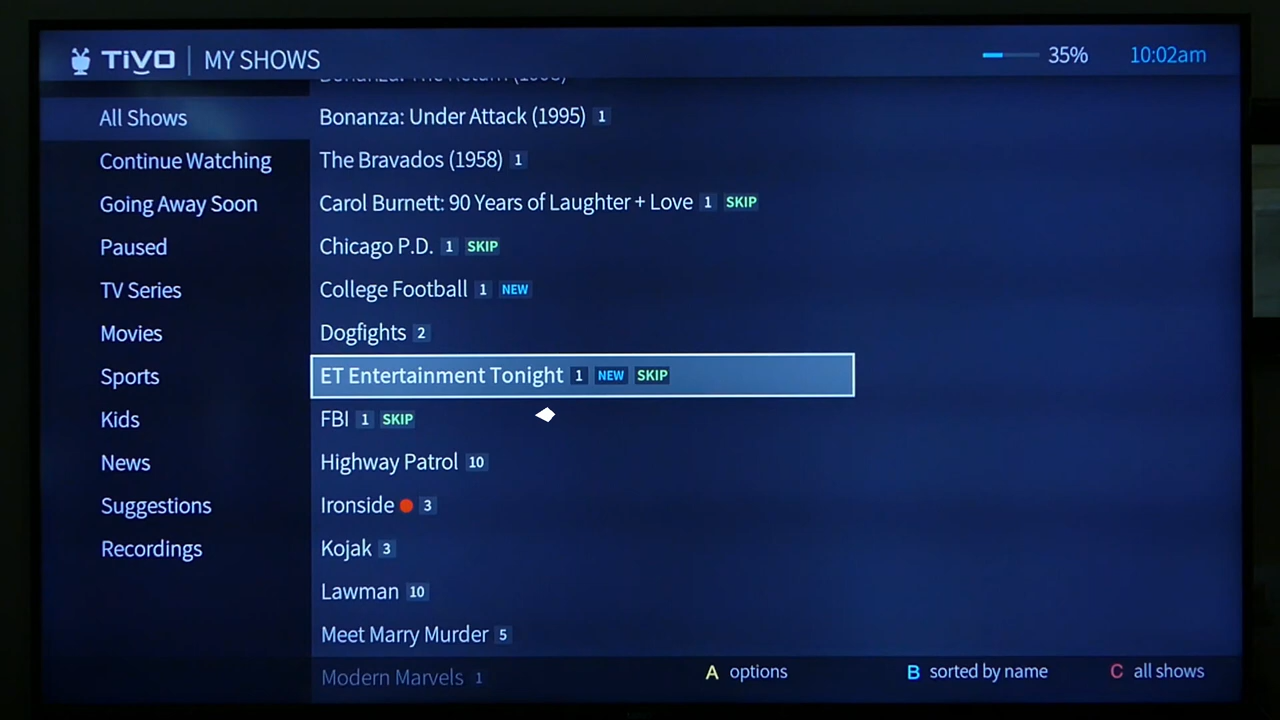 TiVo MY SHOWS 35% 10:02am
All Shows
Continue Watching
Going Away Soon
Paused
TV Series
Movies
Sports
Kids
News
Suggestions
Recordings
Bonanza: The Return
Bonanza: Under Attack (1995) 1
The Bravados (1958) 1
Carol Burnett: 90 Years of Laughter + Love 1 SKIP
Chicago P.D. 1 SKIP
College Football 1 NEW
Dogfights 2
ET Entertainment Tonight 1 NEW SKIP
FBI 1 SKIP
Highway Patrol 10
Ironside 3
Kojak 3
Lawman 10
Meet Marry Murder 5
Modern Marvels 1
A options B sorted by name C all shows